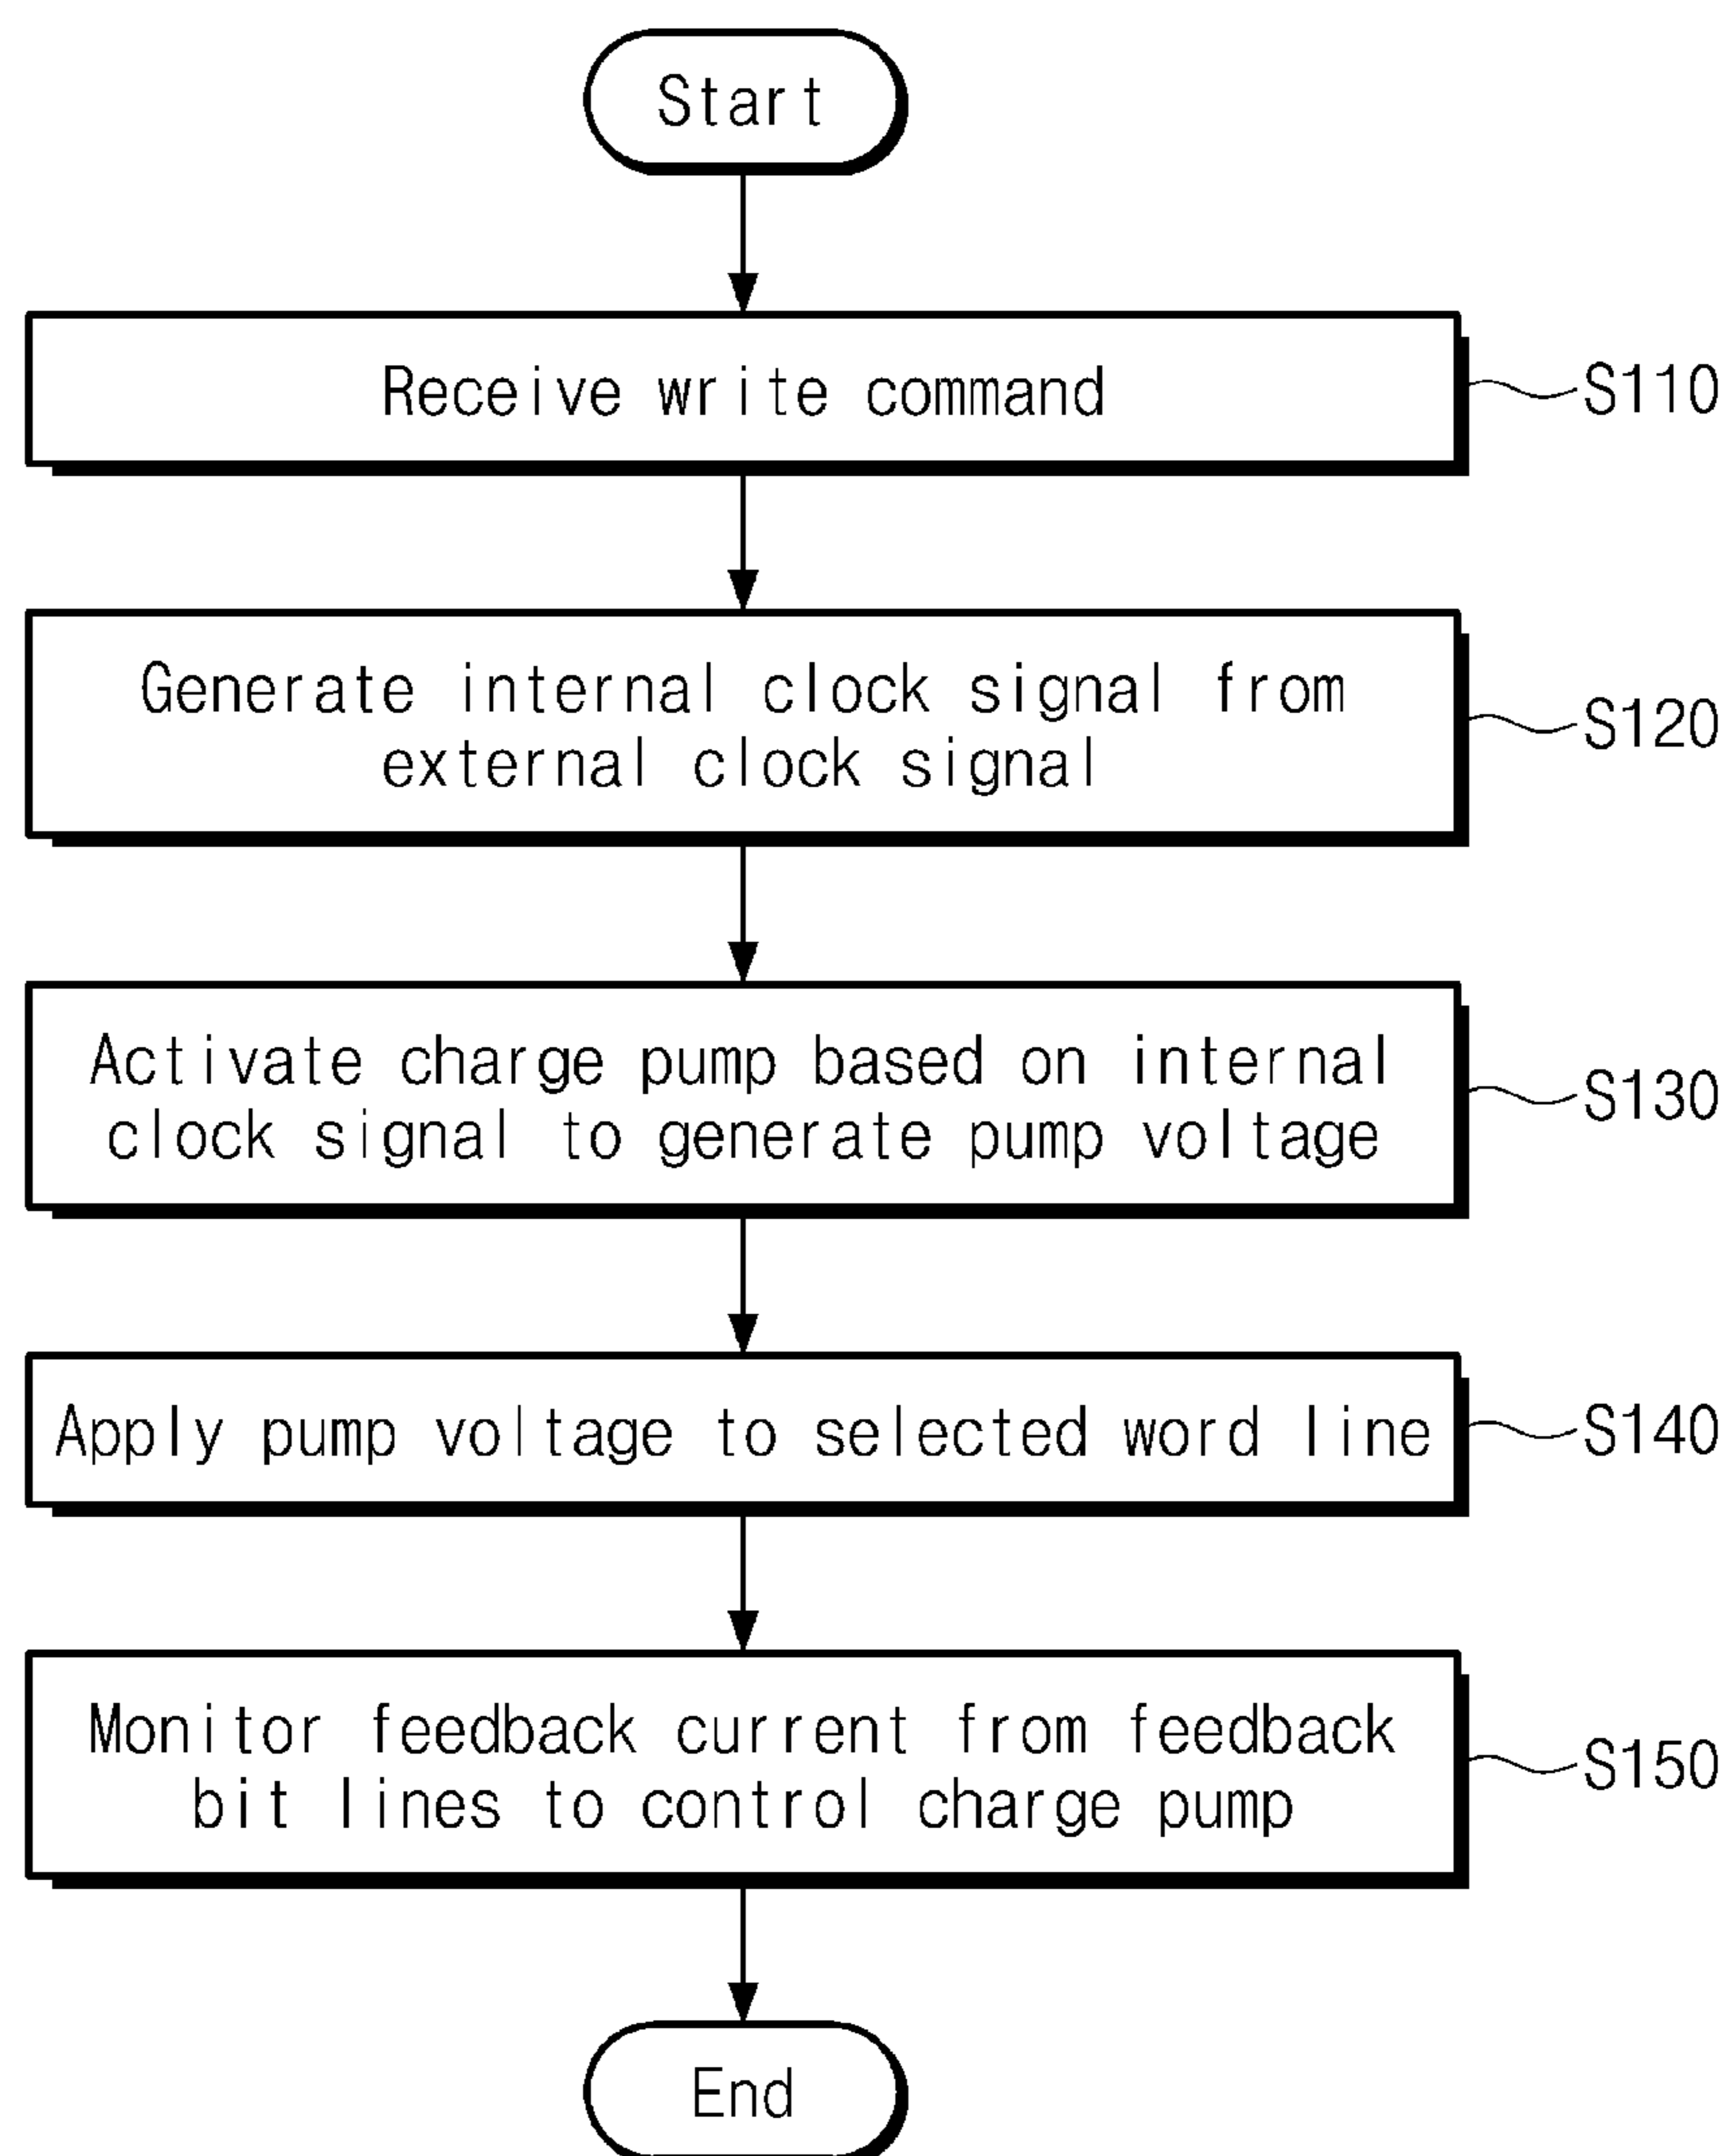 Start
Receive write command
S110
Generate internal clock signal from
external clock signal
S120
Activate charge pump based on internal
clock signal to generate pump voltage
S130
Apply pump voltage to selected word line
S140
Monitor feedback current from feedback
bit lines to control charge pump
S150
End